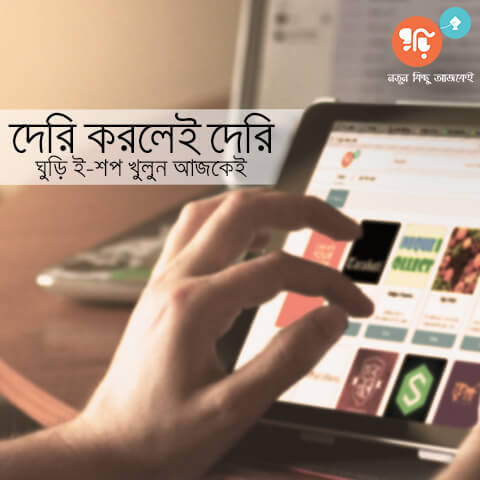 ঘুড়ি
নতুন কিছু আজকেই
দেরি করলেই দেরি
ঘুড়ি ই-শপ খুলুন আজকেই